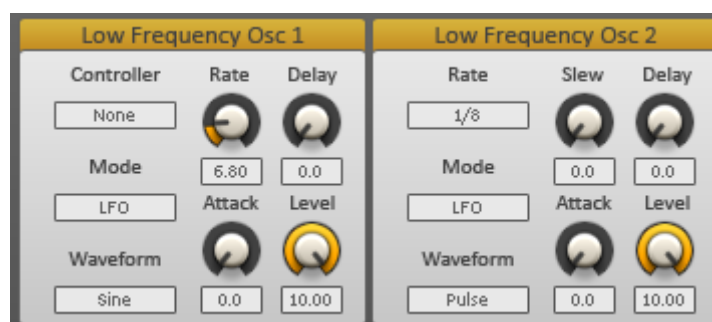 Low Frequency Osc 1
Controller Rate Delay
None
Mode 6.80 0.0
LFO Attack Level
Waveform
Sine 0.0 10.00
Low Frequency Osc 2
Rate Slew Delay
1/8
Mode 0.0 0.0
LFO Attack Level
Waveform
Pulse 0.0 10.00